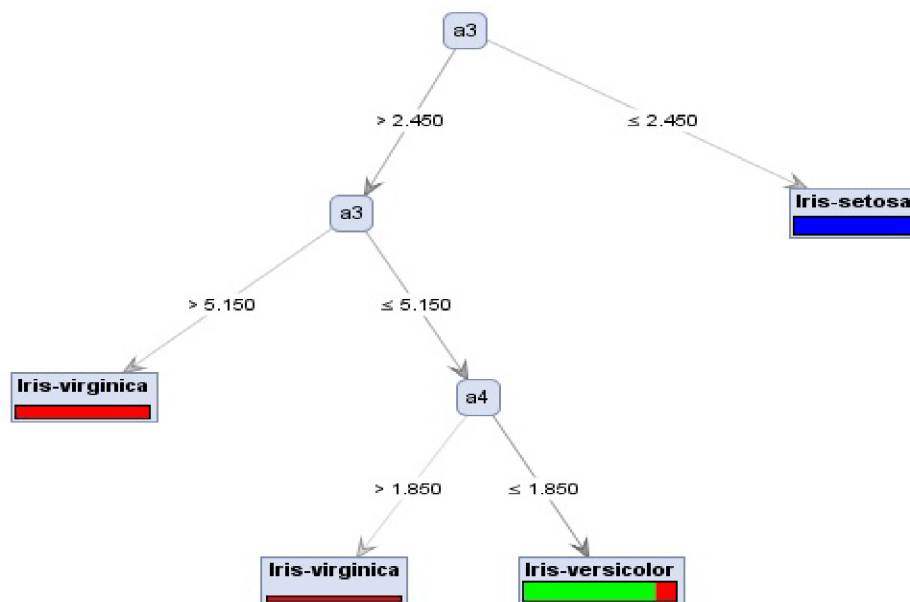 a3
> 2.450
≤ 2.450
a3
Iris-setosa
> 5.150
≤ 5.150
Iris-virginica
a4
> 1.850
≤ 1.850
Iris-virginica
Iris-versicolor